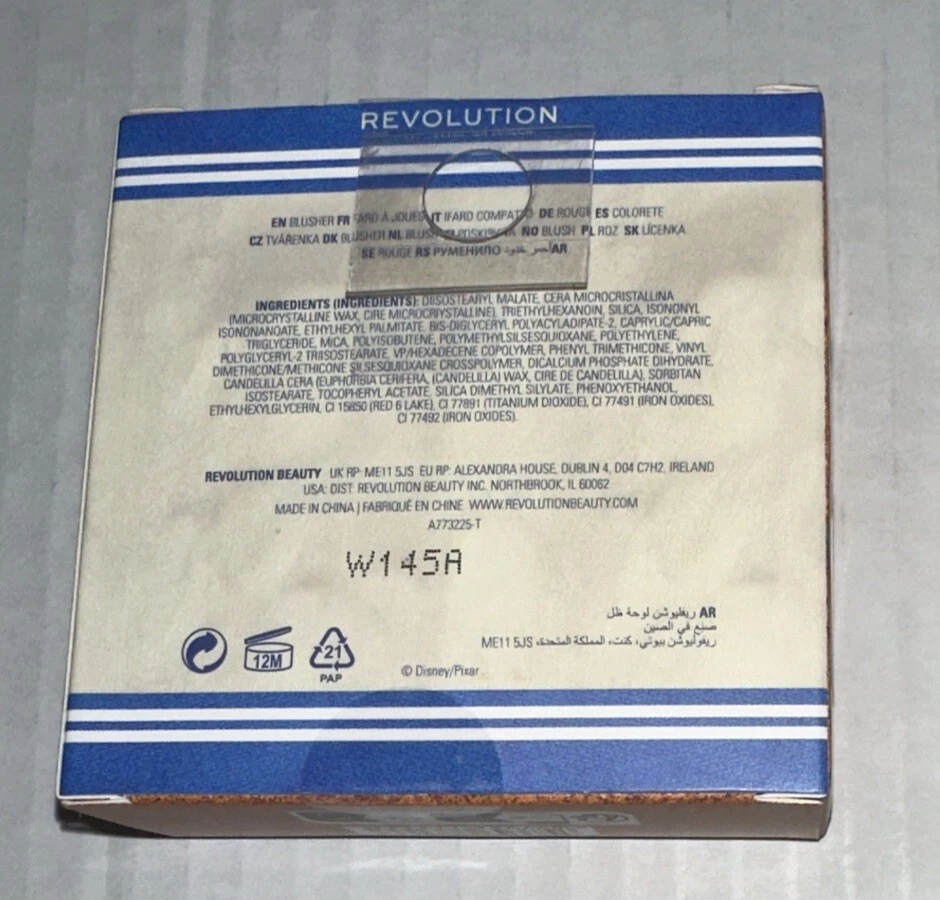 REVOLUTION
EN BLUSHER FR FARD À JOUES IT FARD COMPATTO DE ROUGE ES COLORETE
CZ TVÁŘENKA DK BLUSHER NL BLUSH NO BLUSH PL RÓŻ SK LÍCENKA
SE ROUGE RS РУМЕНИЛО أحمر خدود AR
INGREDIENTS (INGRÉDIENTS): DIISOSTEARYL MALATE, CERA MICROCRISTALLINA
(MICROCRYSTALLINE WAX, CIRE MICROCRYSTALLINE), TRIETHYLHEXANOIN, SILICA, ISONONYL
ISONONANOATE, ETHYLHEXYL PALMITATE, BIS-DIGLYCERYL POLYACYLADIPATE-2, CAPRYLIC/CAPRIC
TRIGLYCERIDE, MICA, POLYISOBUTENE, POLYMETHYLSILSESQUIOXANE, POLYETHYLENE,
POLYGLYCERYL-2 TRIISOSTEARATE, VP/HEXADECENE COPOLYMER, PHENYL TRIMETHICONE, VINYL
DIMETHICONE/METHICONE SILSESQUIOXANE CROSSPOLYMER, DICALCIUM PHOSPHATE DIHYDRATE,
CANDELILLA CERA (EUPHORBIA CERIFERA, (CANDELILLA) WAX, CIRE DE CANDELILLA), SORBITAN
ISOSTEARATE, TOCOPHERYL ACETATE, SILICA DIMETHYL SILYLATE, PHENOXYETHANOL,
ETHYLHEXYLGLYCERIN, CI 15850 (RED 6 LAKE), CI 77891 (TITANIUM DIOXIDE), CI 77491 (IRON OXIDES),
CI 77492 (IRON OXIDES).
REVOLUTION BEAUTY UK RP: ME11 5JS EU RP: ALEXANDRA HOUSE, DUBLIN 4, D04 C7H2, IRELAND
USA: DIST: REVOLUTION BEAUTY INC. NORTHBROOK, IL 60062
MADE IN CHINA | FABRIQUÉ EN CHINE WWW.REVOLUTIONBEAUTY.COM
A773225-T
W145A
AR ريفليوشن لوحة ظل
صنع في الصين
ريفوليوشن بيوتي، كنت، المملكة المتحدة، ME11 5JS
12M
21
PAP
© Disney/Pixar